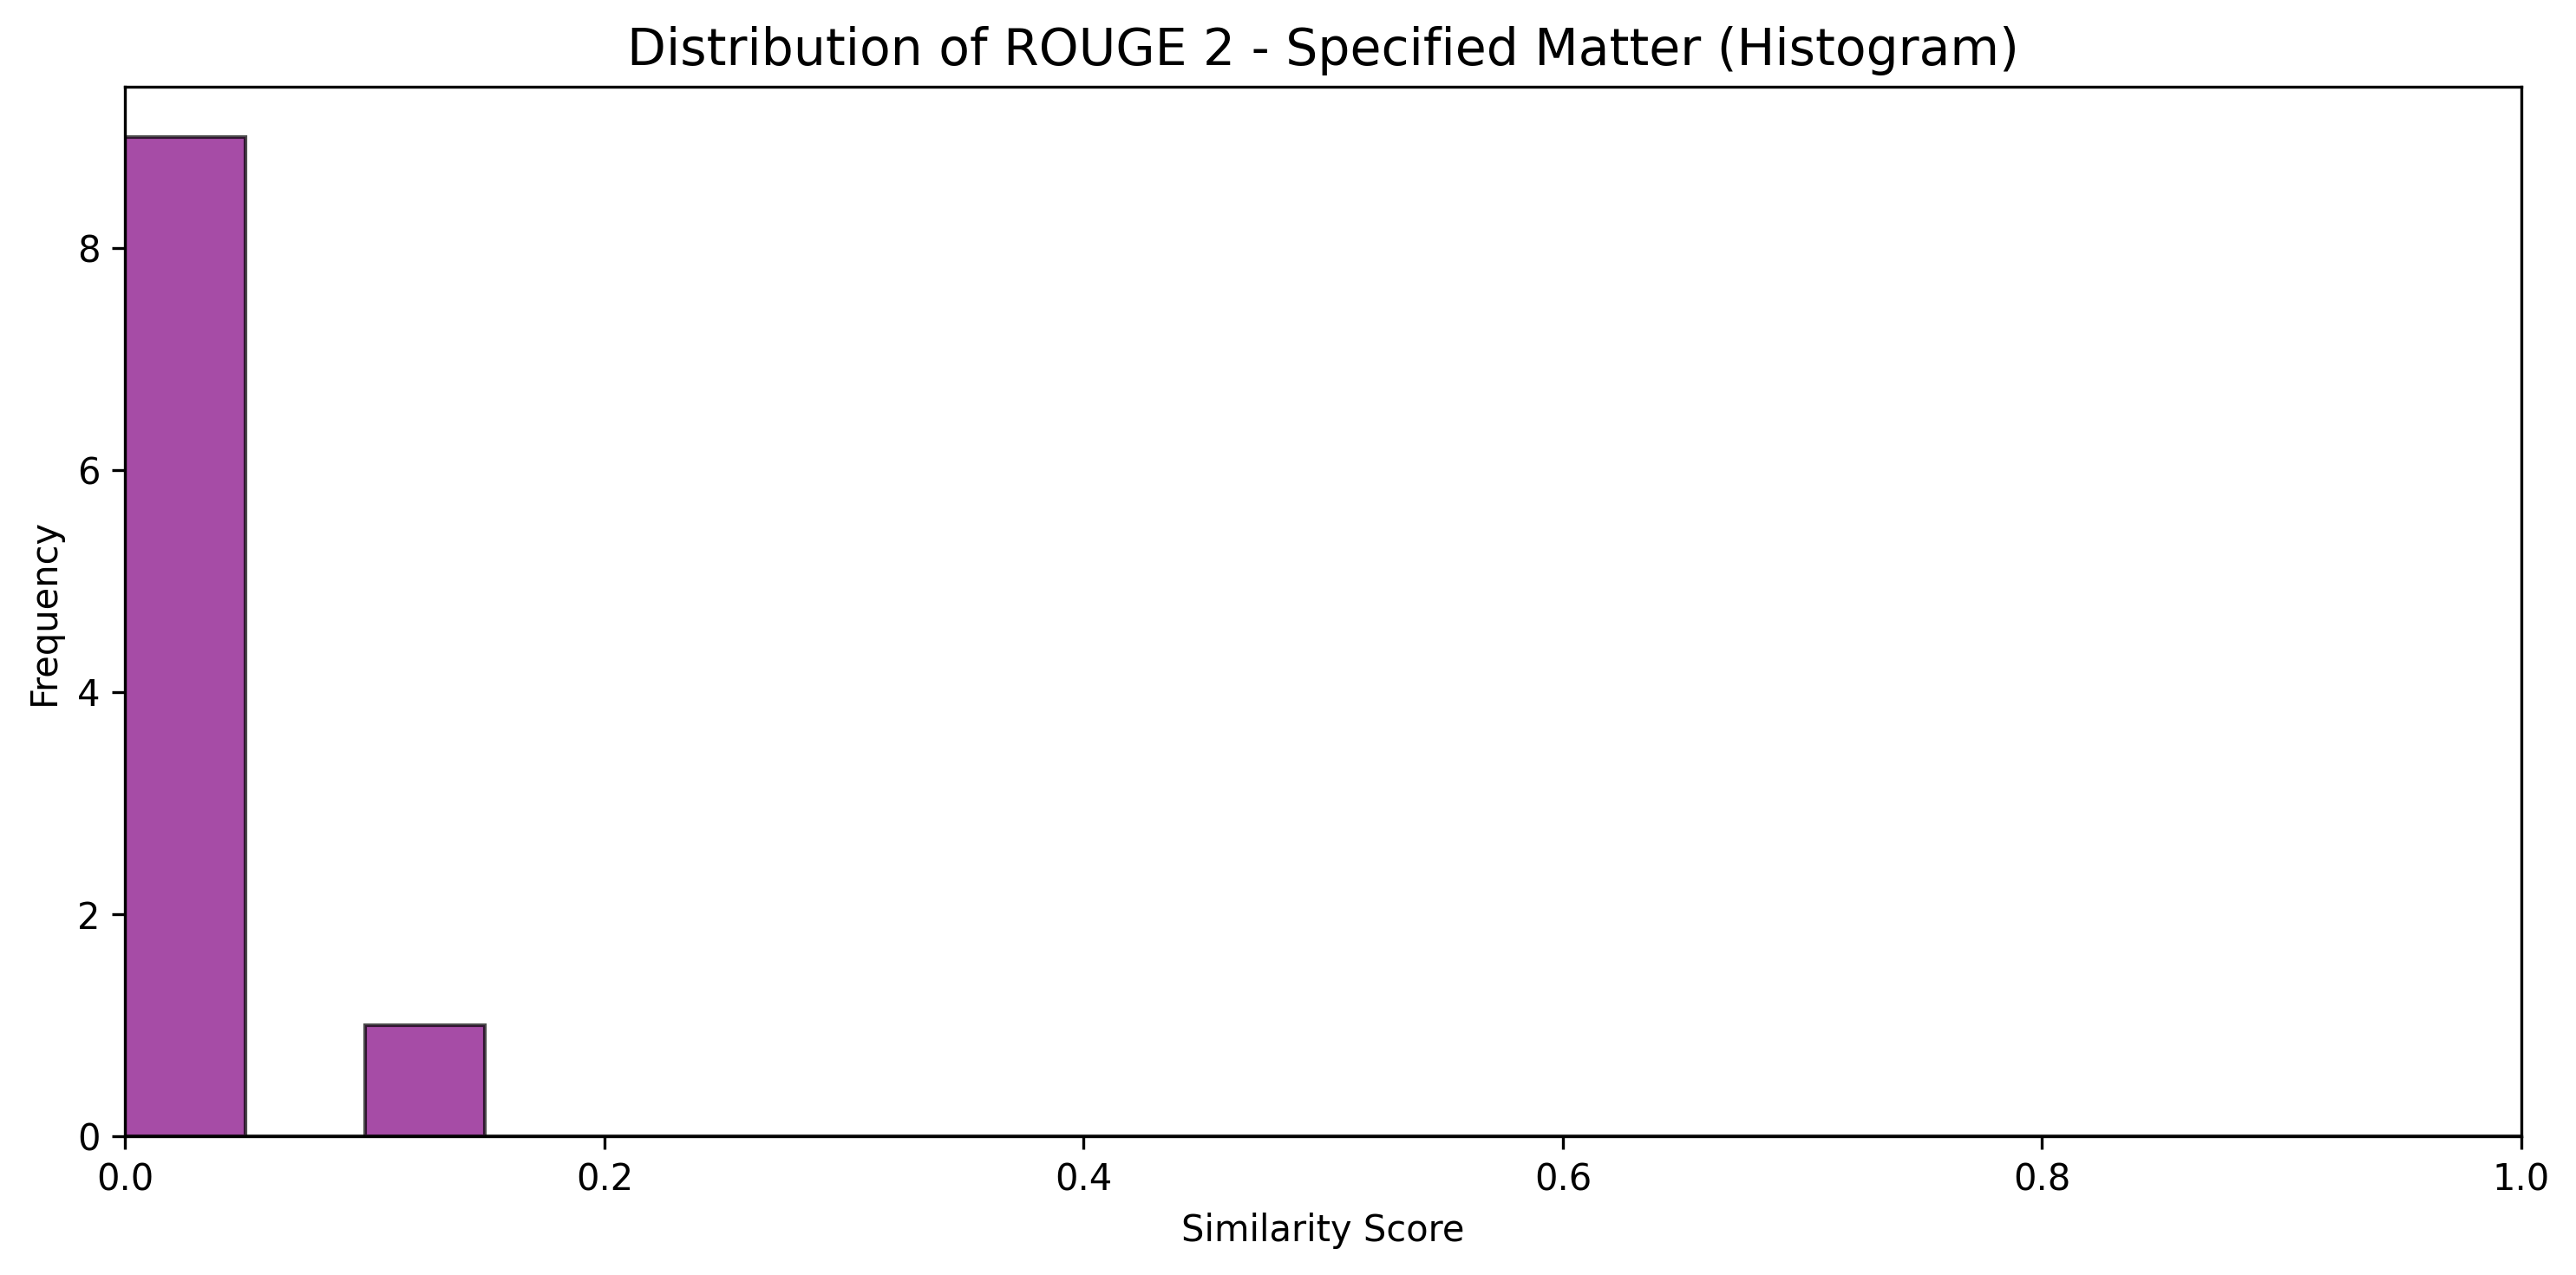 Distribution of ROUGE 2 - Specified Matter (Histogram)
Frequency
8
6
4
2
0
0.0 0.2 0.4 0.6 0.8 1.0
Similarity Score